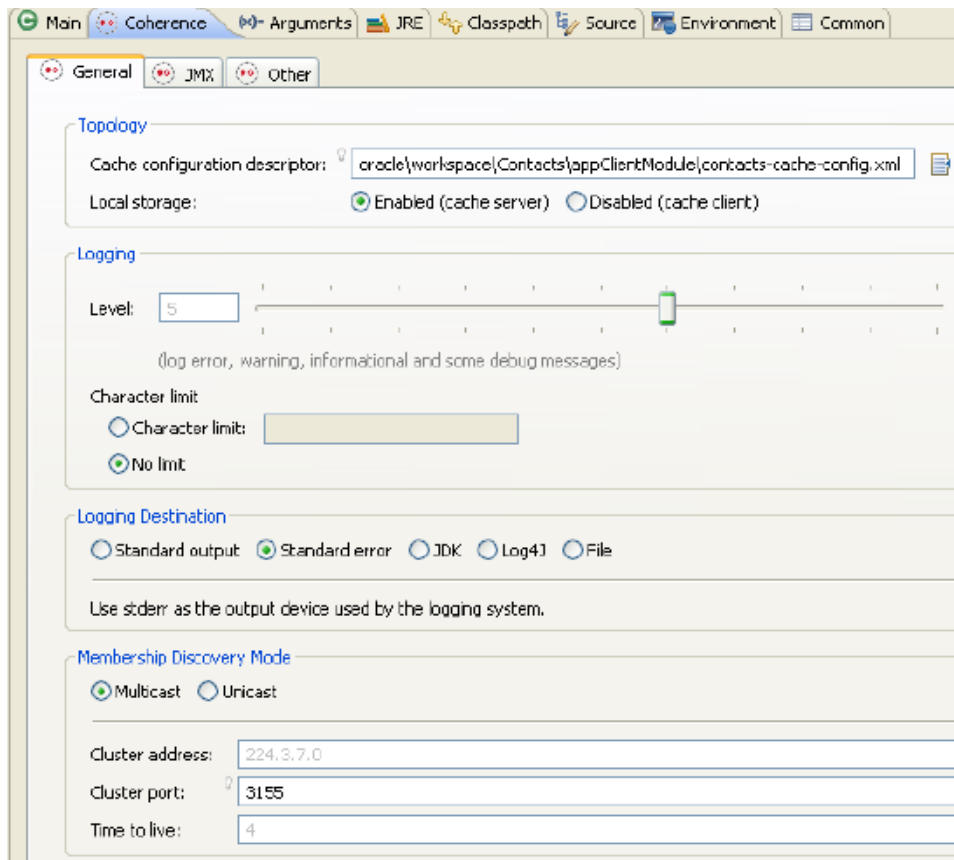 Main Coherence (x)= Arguments JRE Classpath Source Environment Common
General JMX Other
Topology
Cache configuration descriptor: oracle\workspace\Contacts\appClientModule\contacts-cache-config.xml
Local storage: Enabled (cache server) Disabled (cache client)
Logging
Level: 5
(log error, warning, informational and some debug messages)
Character limit
Character limit:
No limit
Logging Destination
Standard output Standard error JDK Log4J File
Use stderr as the output device used by the logging system.
Membership Discovery Mode
Multicast Unicast
Cluster address: 224.3.7.0
Cluster port: 3155
Time to live: 4